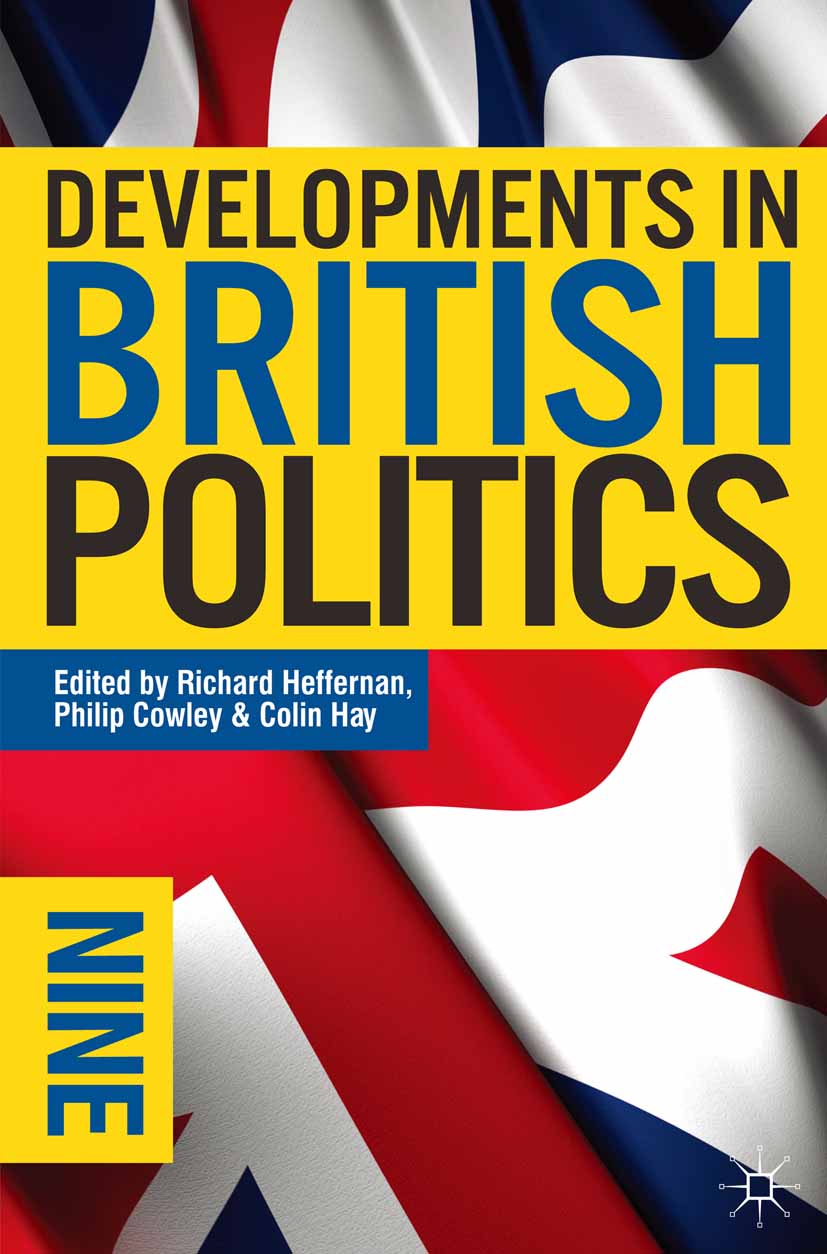 DEVELOPMENTS IN
BRITISH
POLITICS
Edited by Richard Heffernan,
Philip Cowley & Colin Hay
NINE